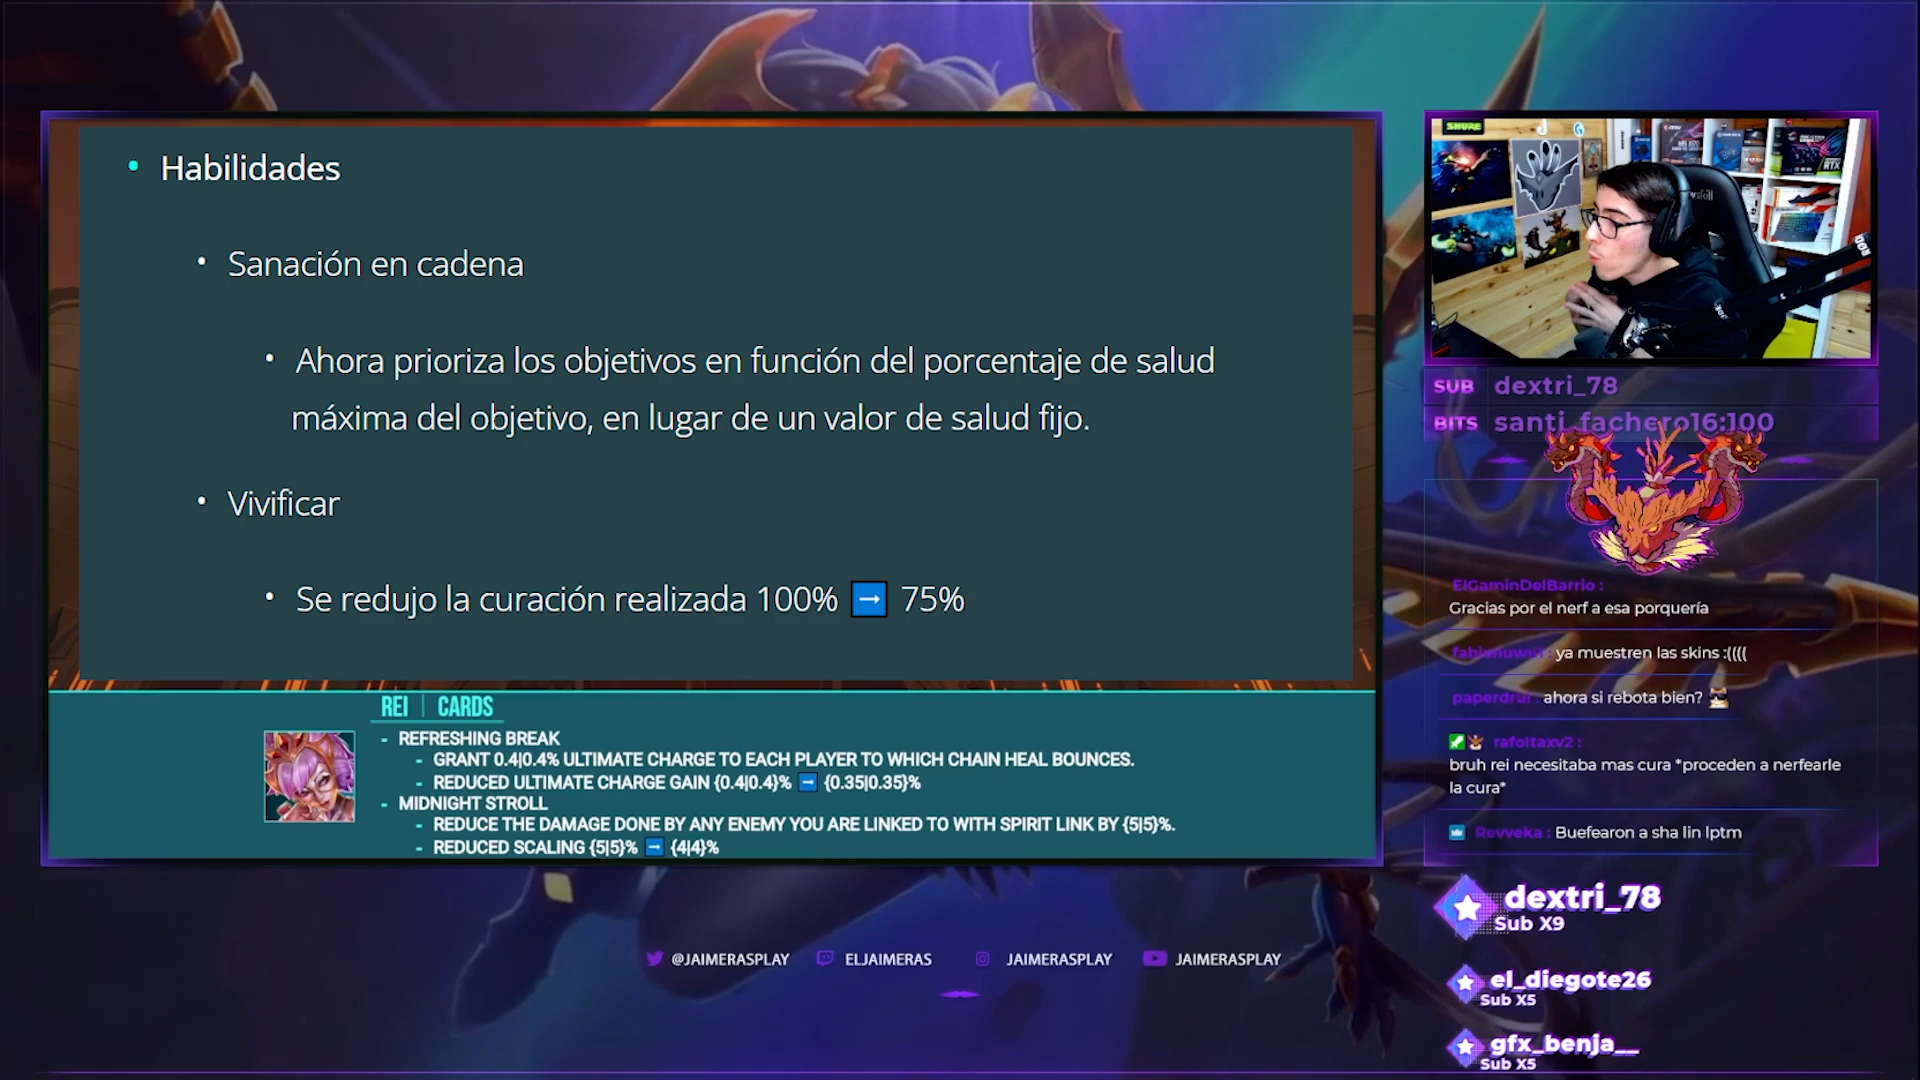 Habilidades
Sanación en cadena
Ahora prioriza los objetivos en función del porcentaje de salud
máxima del objetivo, en lugar de un valor de salud fijo.
Vivificar
Se redujo la curación realizada 100% ➡ 75%
REI | CARDS
- REFRESHING BREAK
- GRANT 0.4|0.4% ULTIMATE CHARGE TO EACH PLAYER TO WHICH CHAIN HEAL BOUNCES.
- REDUCED ULTIMATE CHARGE GAIN {0.4|0.4}% ➡ {0.35|0.35}%
- MIDNIGHT STROLL
- REDUCE THE DAMAGE DONE BY ANY ENEMY YOU ARE LINKED TO WITH SPIRIT LINK BY {5|5}%.
- REDUCED SCALING {5|5}% ➡ {4|4}%
SHURE
RTX
SUB dextri_78
BITS santi_fachero16:100
ElGaminDelBarrio :
Gracias por el nerf a esa porquería
ya muestren las skins :((((
ahora si rebota bien?
rafoltaxv2 :
bruh rei necesitaba mas cura *proceden a nerfearle
la cura*
Revveka : Buefearon a sha lin lptm
dextri_78
Sub X9
el_diegote26
Sub X5
gfx_benja__
Sub X5
@JAIMERASPLAY ELJAIMERAS JAIMERASPLAY JAIMERASPLAY